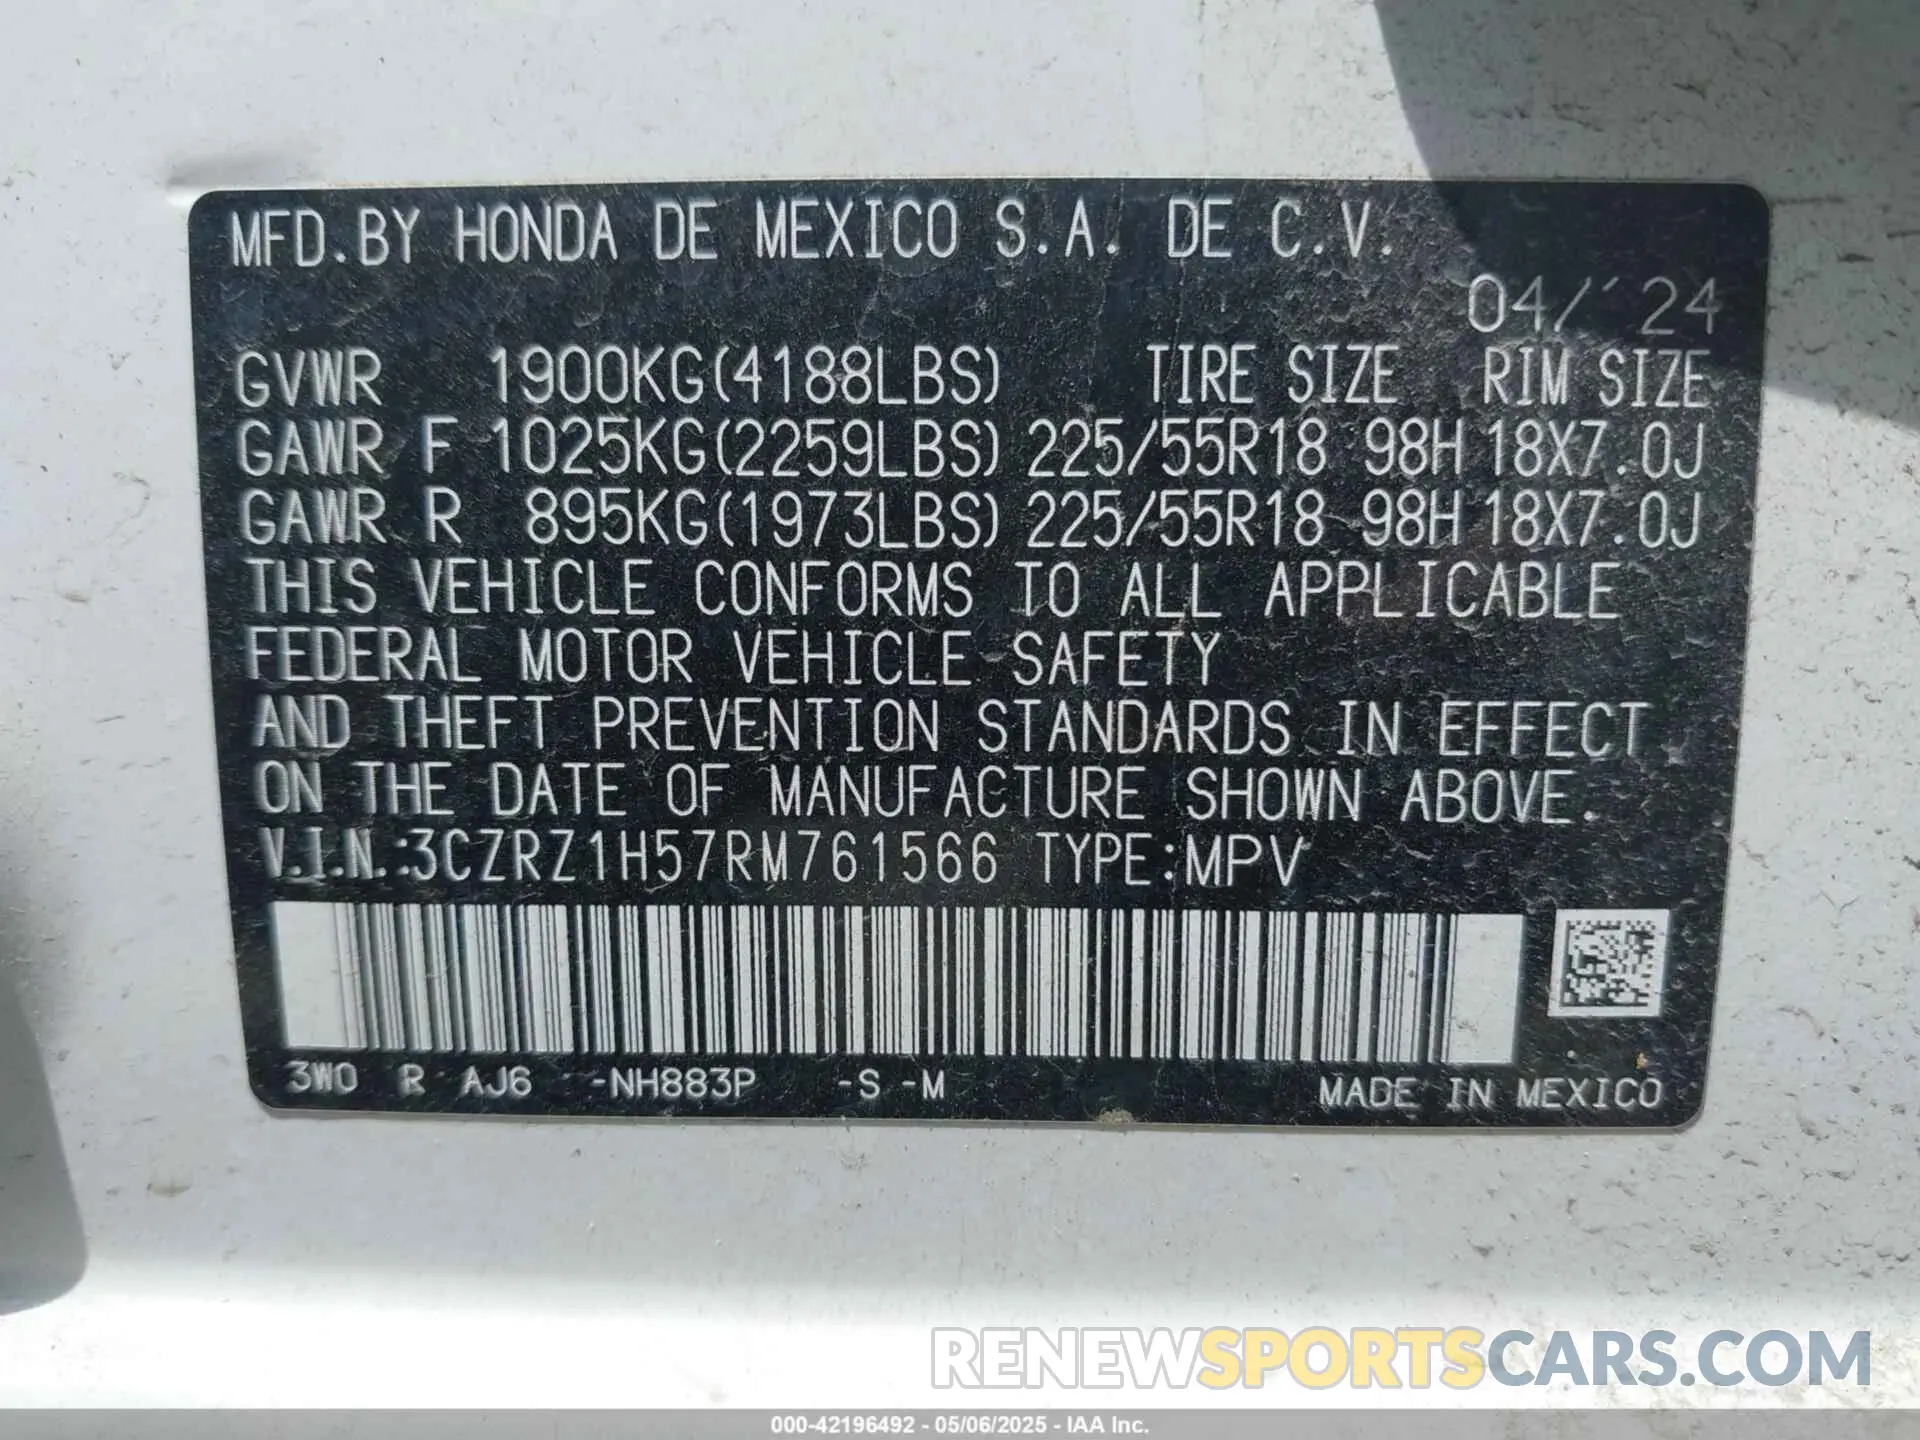 MFD.BY HONDA DE MEXICO S.A. DE C.V.
04/'24
GVWR 1900KG(4188LBS) TIRE SIZE RIM SIZE
GAWR F 1025KG(2259LBS) 225/55R18 98H 18X7.0J
GAWR R 895KG(1973LBS) 225/55R18 98H 18X7.0J
THIS VEHICLE CONFORMS TO ALL APPLICABLE
FEDERAL MOTOR VEHICLE SAFETY
AND THEFT PREVENTION STANDARDS IN EFFECT
ON THE DATE OF MANUFACTURE SHOWN ABOVE.
V.I.N.:3CZRZ1H57RM761566 TYPE:MPV
3W0 R AJ6 -NH883P -S -M MADE IN MEXICO
RENEWSPORTSCARS.COM
000-42196492 - 05/06/2025 - IAA Inc.